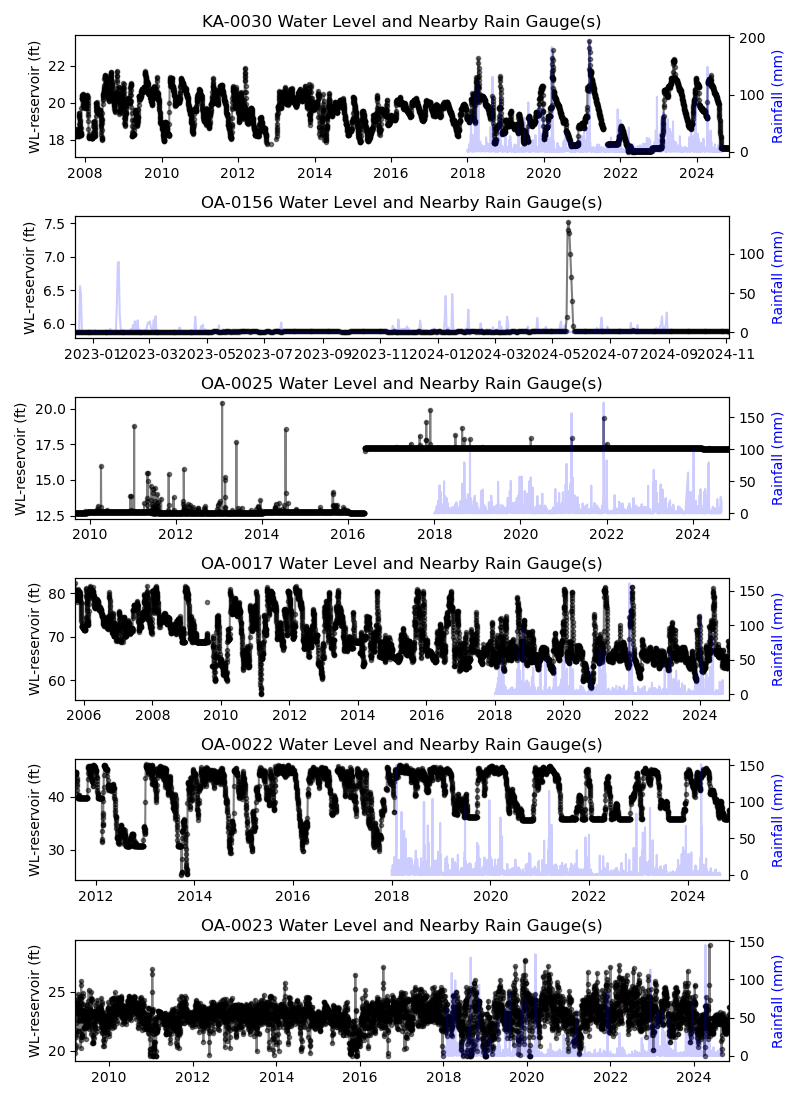 KA-0030 Water Level and Nearby Rain Gauge(s)
WL-reservoir (ft)
22
20
18
200
100
0
Rainfall (mm)
2008 2010 2012 2014 2016 2018 2020 2022 2024
OA-0156 Water Level and Nearby Rain Gauge(s)
WL-reservoir (ft)
7.5
7.0
6.5
6.0
100
50
0
Rainfall (mm)
2023-01 2023-03 2023-05 2023-07 2023-09 2023-11 2024-01 2024-03 2024-05 2024-07 2024-09 2024-11
OA-0025 Water Level and Nearby Rain Gauge(s)
WL-reservoir (ft)
20.0
17.5
15.0
12.5
150
100
50
0
Rainfall (mm)
2010 2012 2014 2016 2018 2020 2022 2024
OA-0017 Water Level and Nearby Rain Gauge(s)
WL-reservoir (ft)
80
70
60
150
100
50
0
Rainfall (mm)
2006 2008 2010 2012 2014 2016 2018 2020 2022 2024
OA-0022 Water Level and Nearby Rain Gauge(s)
WL-reservoir (ft)
40
30
150
100
50
0
Rainfall (mm)
2012 2014 2016 2018 2020 2022 2024
OA-0023 Water Level and Nearby Rain Gauge(s)
WL-reservoir (ft)
25
20
150
100
50
0
Rainfall (mm)
2010 2012 2014 2016 2018 2020 2022 2024